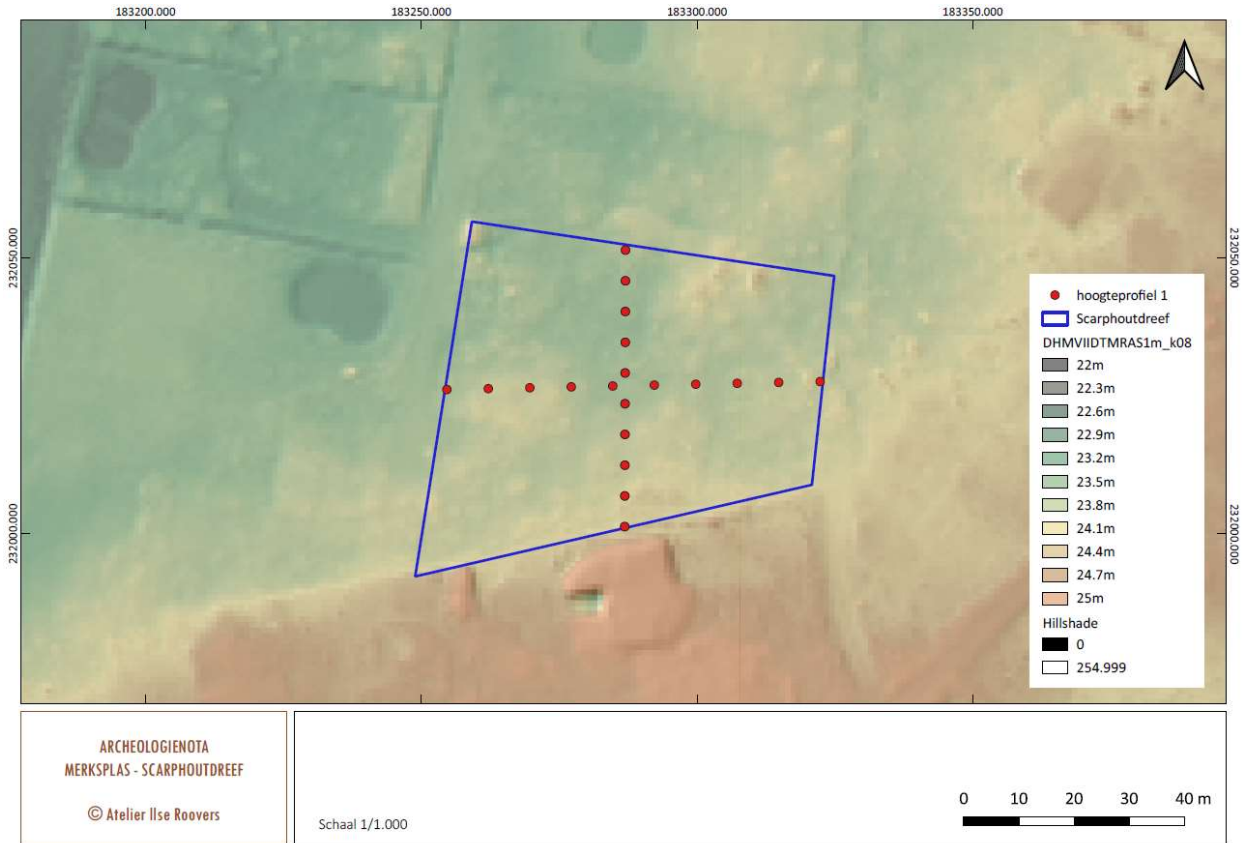 183200.000 183250.000 183300.000 183350.000
232050.000 232050.000
232000.000 232000.000
hoogteprofiel 1
Scarphoutdreef
DHMVIIDTMRAS1m_k08
22m
22.3m
22.6m
22.9m
23.2m
23.5m
23.8m
24.1m
24.4m
24.7m
25m
Hillshade
0
254.999
ARCHEOLOGIENOTA
MERKSPLAS - SCARPHOUTDREEF
© Atelier Ilse Roovers
Schaal 1/1.000
0 10 20 30 40 m